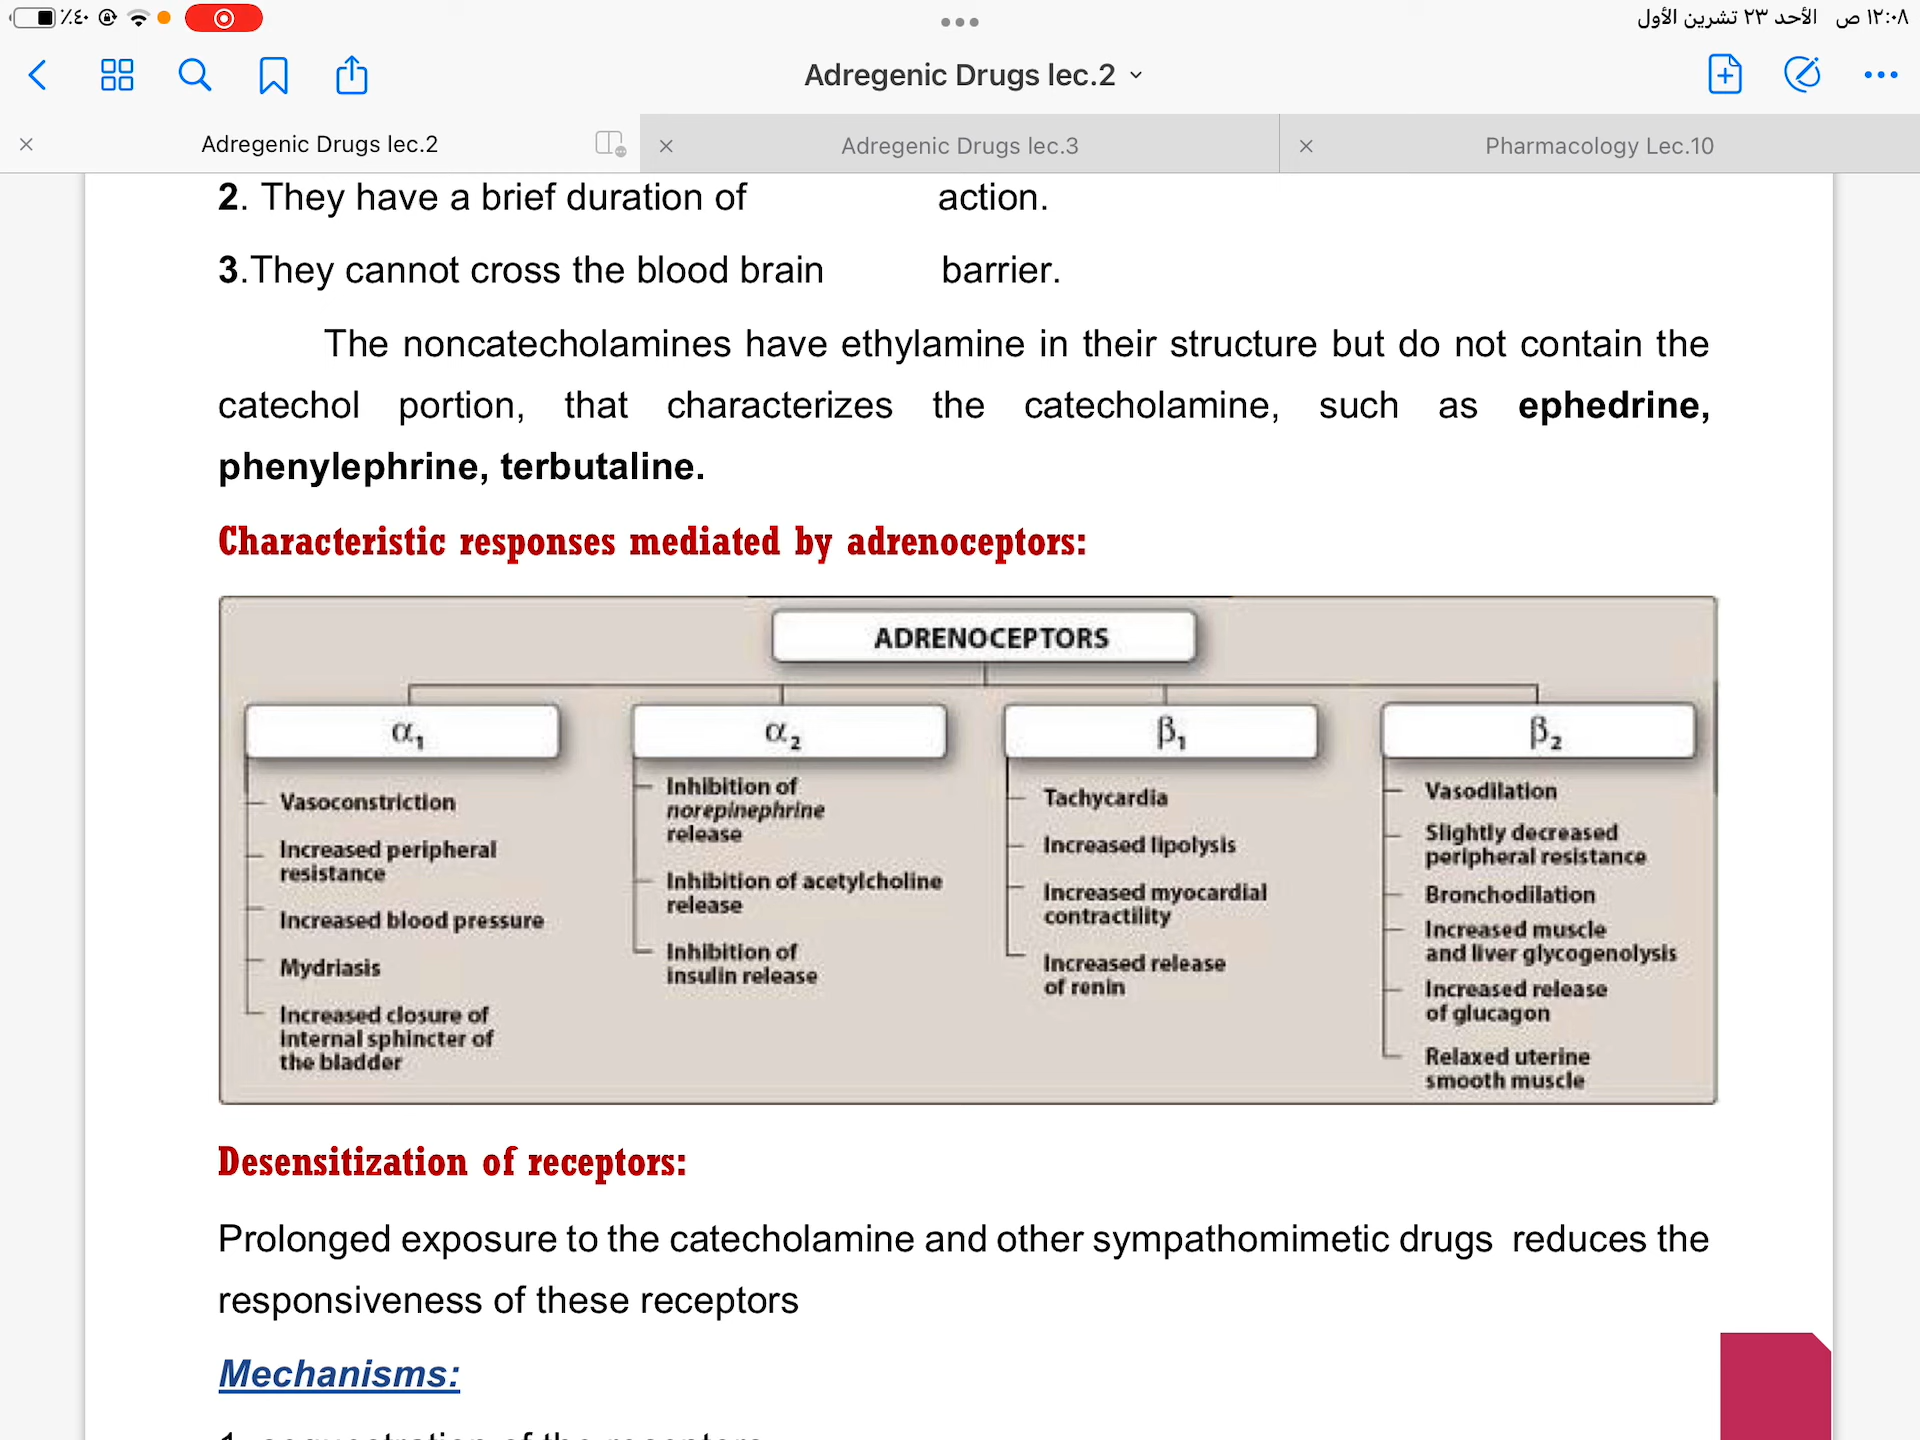 ٪٤٠
الأحد ٢٣ تشرين الأول ١٢:٠٨ ص
Adregenic Drugs lec.2
Adregenic Drugs lec.2
Adregenic Drugs lec.3
Pharmacology Lec.10
2. They have a brief duration of action.
3.They cannot cross the blood brain barrier.
The noncatecholamines have ethylamine in their structure but do not contain the
catechol portion, that characterizes the catecholamine, such as ephedrine,
phenylephrine, terbutaline.
Characteristic responses mediated by adrenoceptors:
ADRENOCEPTORS
α1
Vasoconstriction
Increased peripheral
resistance
Increased blood pressure
Mydriasis
Increased closure of
internal sphincter of
the bladder
α2
Inhibition of
norepinephrine
release
Inhibition of acetylcholine
release
Inhibition of
insulin release
β1
Tachycardia
Increased lipolysis
Increased myocardial
contractility
Increased release
of renin
β2
Vasodilation
Slightly decreased
peripheral resistance
Bronchodilation
Increased muscle
and liver glycogenolysis
Increased release
of glucagon
Relaxed uterine
smooth muscle
Desensitization of receptors:
Prolonged exposure to the catecholamine and other sympathomimetic drugs reduces the
responsiveness of these receptors
Mechanisms: